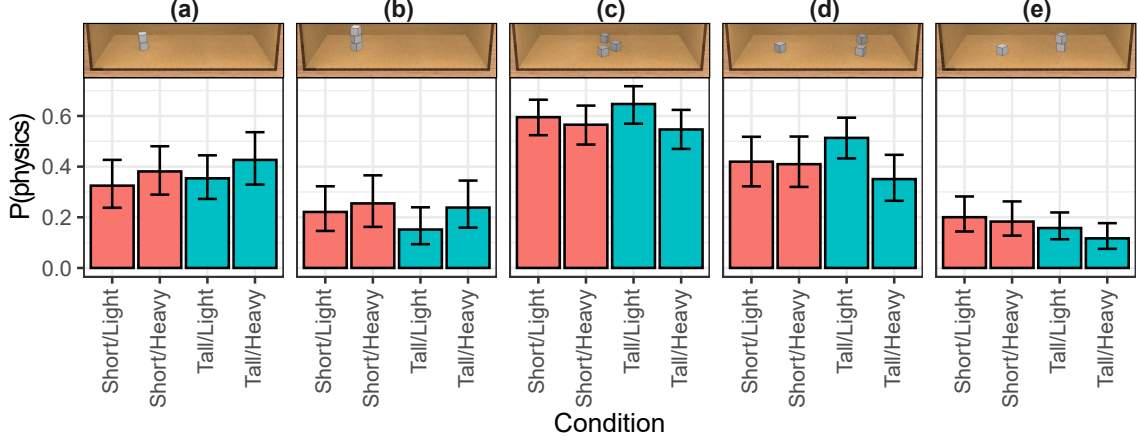 (a) (b) (c) (d) (e)
P(physics)
0.6
0.4
0.2
0.0
Short/Light Short/Heavy Tall/Light Tall/Heavy Short/Light Short/Heavy Tall/Light Tall/Heavy Short/Light Short/Heavy Tall/Light Tall/Heavy Short/Light Short/Heavy Tall/Light Tall/Heavy Short/Light Short/Heavy Tall/Light Tall/Heavy
Condition